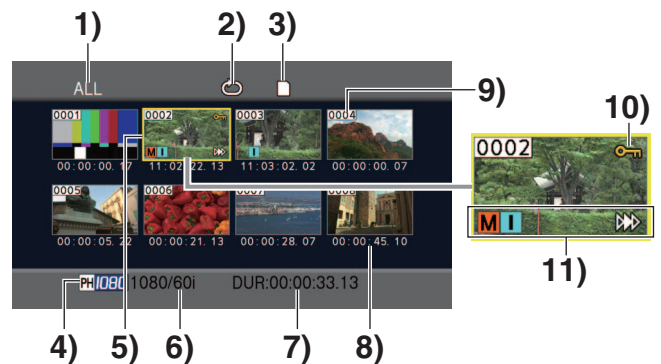 1) 2) 3)
ALL
0001 0002 0003 0004 9) 10)
M I I
00:00:00.17 11:02:22.13 11:03:02.02 00:00:00.07
0002
M I
0005 0006 0007 0008
00:00:05.22 00:00:21.13 00:00:28.07 00:00:45.10
11)
PH 1080 1080/60i DUR:00:00:33.13
4) 5) 6) 7) 8)